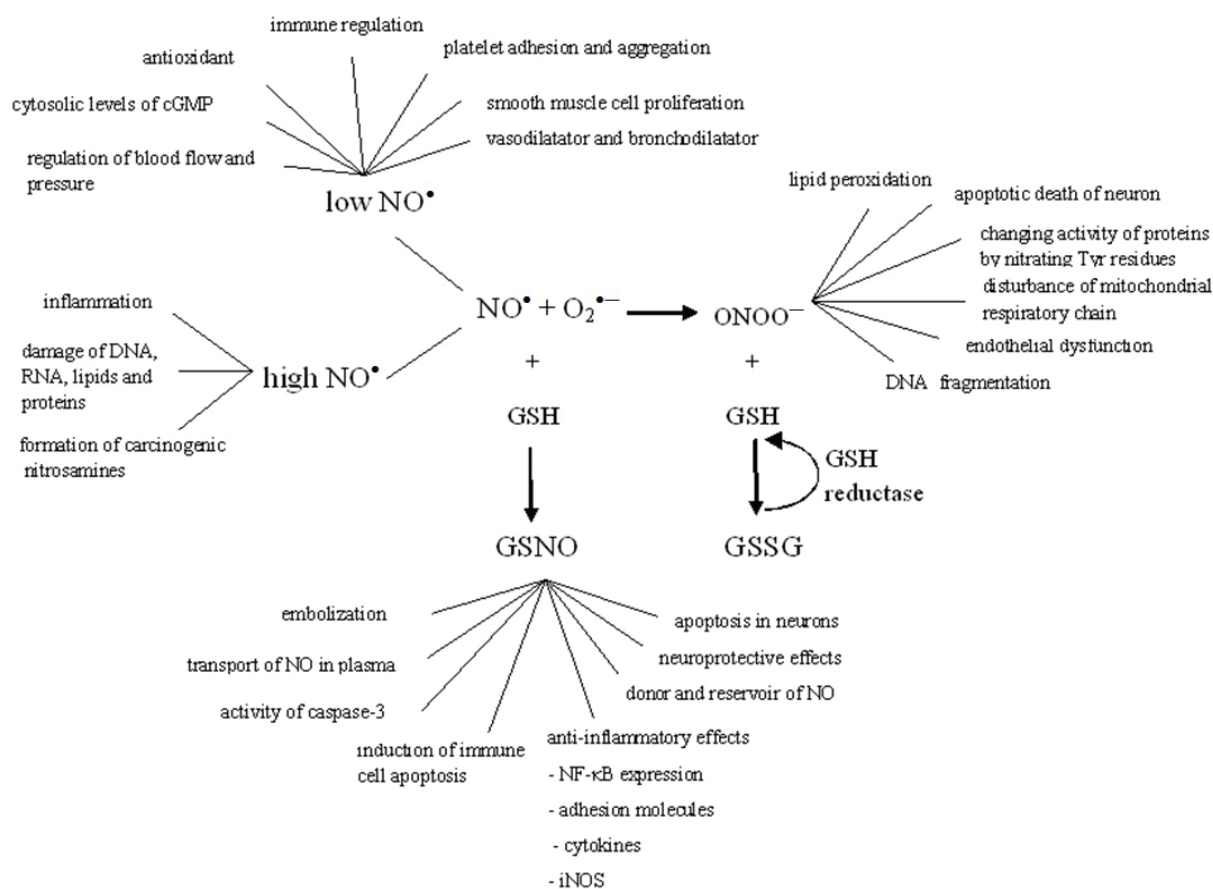 immune regulation
antioxidant
platelet adhesion and aggregation
cytosolic levels of cGMP
smooth muscle cell proliferation
vasodilatator and bronchodilatator
regulation of blood flow and
pressure
low NO•
lipid peroxidation
apoptotic death of neuron
changing activity of proteins
by nitrating Tyr residues
disturbance of mitochondrial
respiratory chain
endothelial dysfunction
DNA fragmentation
inflammation
damage of DNA,
RNA, lipids and
proteins
formation of carcinogenic
nitrosamines
high NO•
NO• + O₂•⁻
ONOO⁻
+
+
GSH
GSH
GSH
reductase
GSNO
GSSG
embolization
transport of NO in plasma
activity of caspase-3
induction of immune
cell apoptosis
anti-inflammatory effects
- NF-κB expression
- adhesion molecules
- cytokines
- iNOS
apoptosis in neurons
neuroprotective effects
donor and reservoir of NO